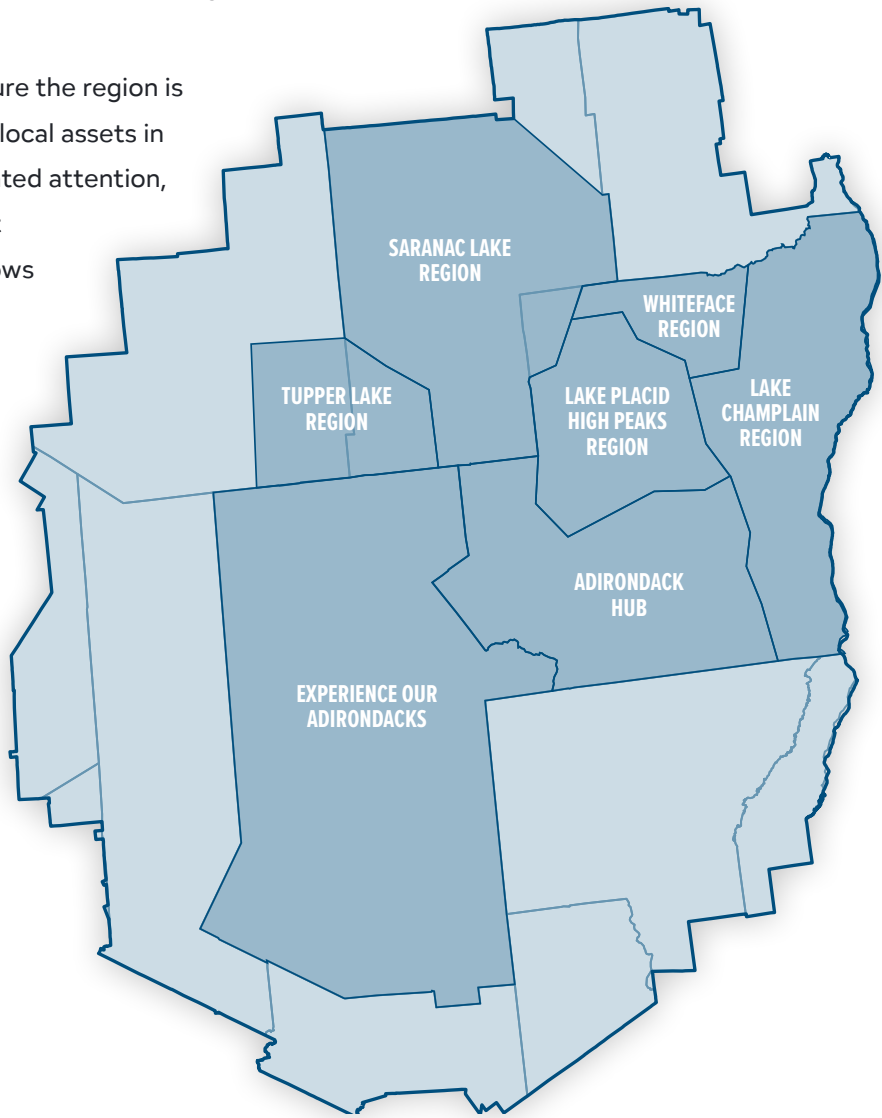 ure the region is
local assets in
ted attention,
ws
SARANAC LAKE
REGION
WHITEFACE
REGION
TUPPER LAKE
REGION
LAKE PLACID
HIGH PEAKS
REGION
LAKE
CHAMPLAIN
REGION
ADIRONDACK
HUB
EXPERIENCE OUR
ADIRONDACKS